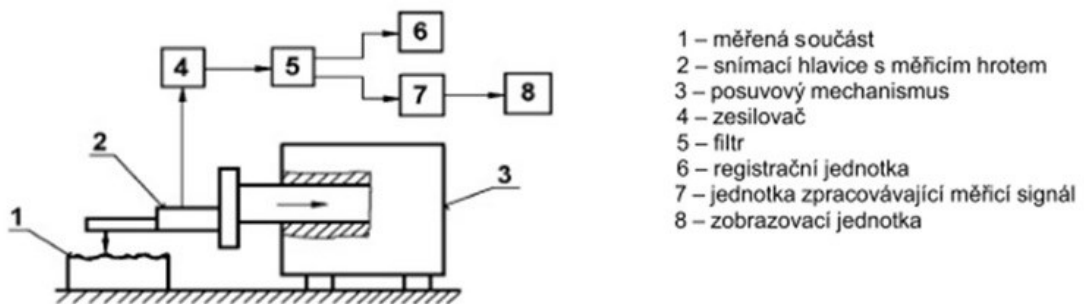 6
4
5
7
8
2
3
1
1 – měřená součást
2 – snímací hlavice s měřicím hrotem
3 – posuvový mechanismus
4 – zesilovač
5 – filtr
6 – registrační jednotka
7 – jednotka zpracovávající měřicí signál
8 – zobrazovací jednotka